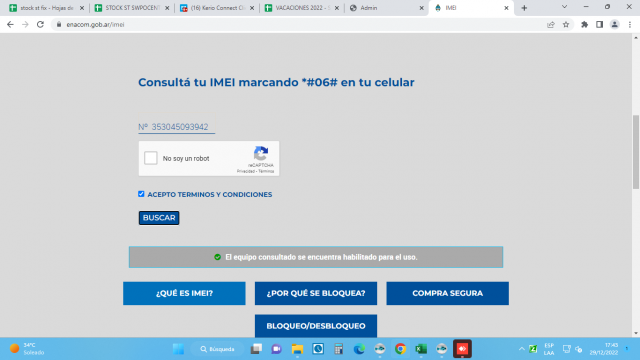 stock st fix - Hojas de
STOCK ST SWPOCENT
(16) Kerio Connect Cl
VACACIONES 2022 -
Admin
IMEI
enacom.gob.ar/imei
Consultá tu IMEI marcando *#06# en tu celular
Nº 353045093942
No soy un robot
reCAPTCHA
Privacidad - Términos
ACEPTO TERMINOS Y CONDICIONES
BUSCAR
El equipo consultado se encuentra habilitado para el uso.
¿QUÉ ES IMEI?
¿POR QUÉ SE BLOQUEA?
COMPRA SEGURA
BLOQUEO/DESBLOQUEO
34°C
Soleado
Búsqueda
ESP
LAA
17:43
29/12/2022